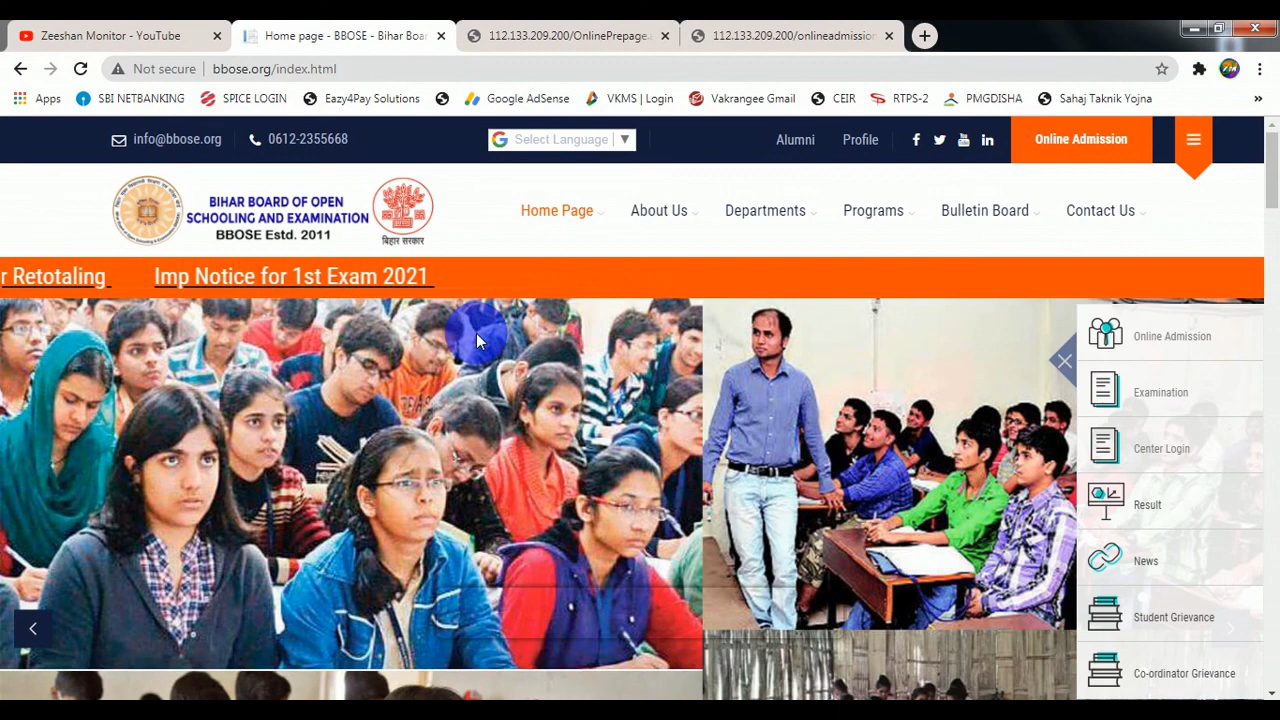 Zeeshan Monitor - YouTube
Home page - BBOSE - Bihar Boar
112.133.209.200/OnlinePrepage.
112.133.209.200/onlineadmission
Not secure | bbose.org/index.html
Apps SBI NETBANKING SPICE LOGIN Eazy4Pay Solutions Google AdSense VKMS | Login Vakrangee Gmail CEIR RTPS-2 PMGDISHA Sahaj Taknik Yojna »
info@bbose.org 0612-2355668 Select Language ▼ Alumni Profile Online Admission
BIHAR BOARD OF OPEN
SCHOOLING AND EXAMINATION
BBOSE Estd. 2011
बिहार सरकार
Home Page About Us Departments Programs Bulletin Board Contact Us
r Retotaling Imp Notice for 1st Exam 2021
Online Admission
Examination
Center Login
Result
News
Student Grievance
Co-ordinator Grievance